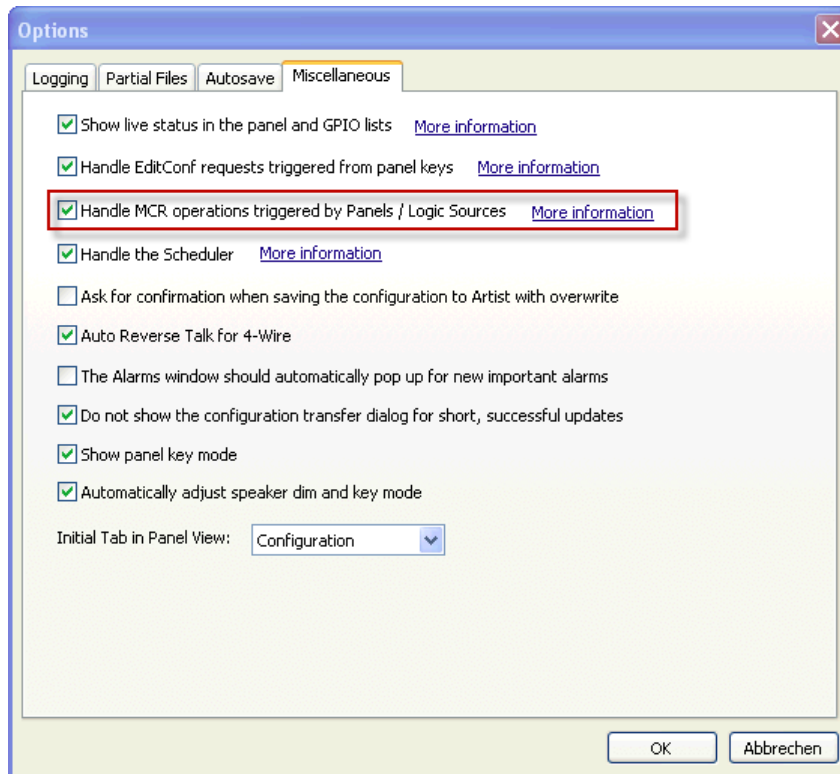 Options
Logging Partial Files Autosave Miscellaneous
Show live status in the panel and GPIO lists More information
Handle EditConf requests triggered from panel keys More information
Handle MCR operations triggered by Panels / Logic Sources More information
Handle the Scheduler More information
Ask for confirmation when saving the configuration to Artist with overwrite
Auto Reverse Talk for 4-Wire
The Alarms window should automatically pop up for new important alarms
Do not show the configuration transfer dialog for short, successful updates
Show panel key mode
Automatically adjust speaker dim and key mode
Initial Tab in Panel View: Configuration
OK Abbrechen